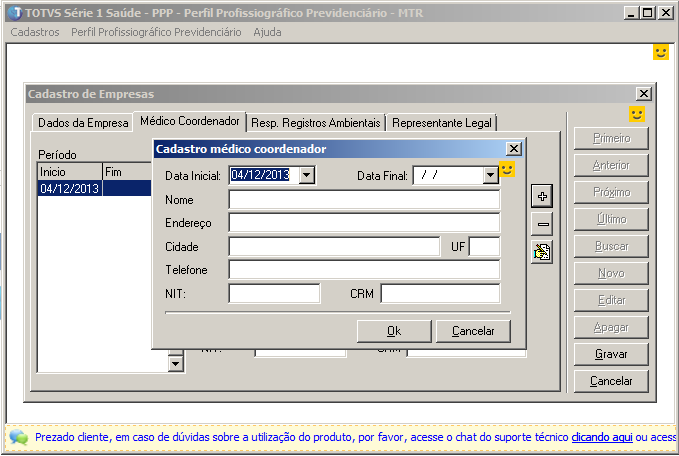 TOTVS Série 1 Saúde - PPP - Perfil Profissiográfico Previdenciário - MTR
Cadastros Perfil Profissiográfico Previdenciário Ajuda
Cadastro de Empresas
Dados da Empresa Médico Coordenador Resp. Registros Ambientais Representante Legal
Período
Inicio Fim
04/12/2013
Cadastro médico coordenador
Data Inicial: 04/12/2013 Data Final: / /
Nome
Endereço
Cidade UF
Telefone
NIT: CRM
Ok Cancelar
Primeiro
Anterior
Próximo
Último
Buscar
Novo
Editar
Apagar
Gravar
Cancelar
Prezado cliente, em caso de dúvidas sobre a utilização do produto, por favor, acesse o chat do suporte técnico clicando aqui ou acess